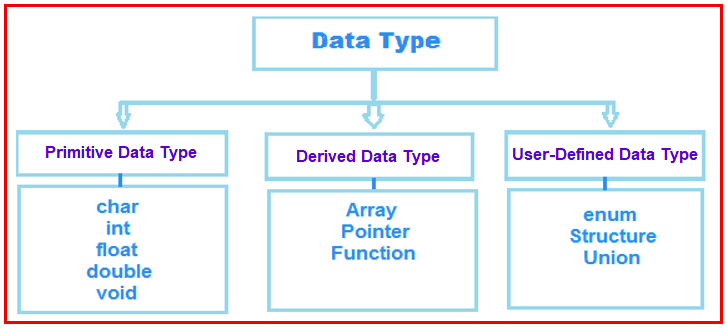 Data Type
Primitive Data Type
char
int
float
double
void
Derived Data Type
Array
Pointer
Function
User-Defined Data Type
enum
Structure
Union